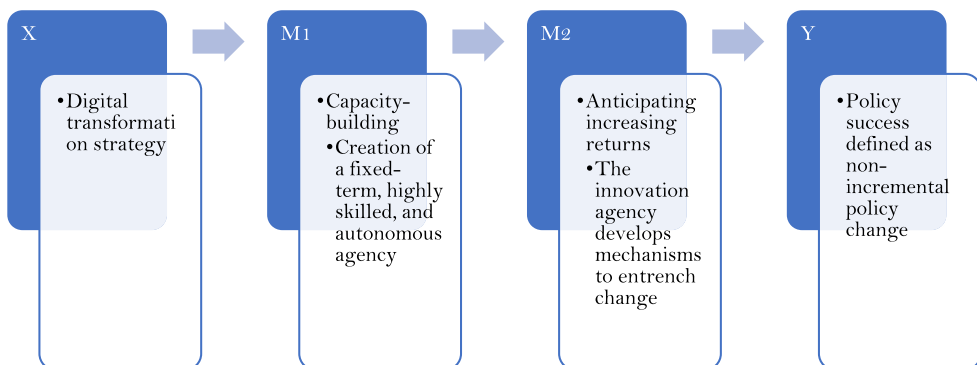 X
•Digital
transformati
on strategy
M1
•Capacity-
building
•Creation of
a fixed-
term, highly
skilled, and
autonomous
agency
M2
•Anticipating
increasing
returns
•The
innovation
agency
develops
mechanisms
to entrench
change
Y
•Policy
success
defined as
non-
incremental
policy
change